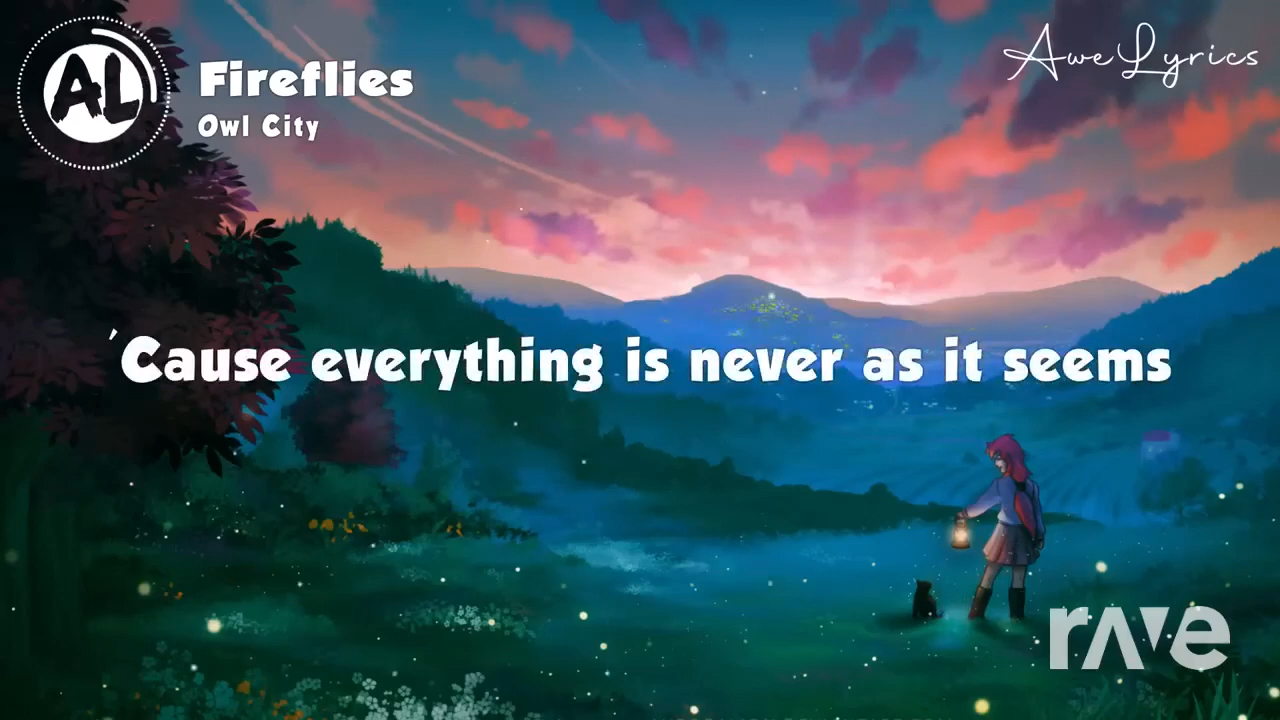 AL
Fireflies
Owl City
AweLyrics
'Cause everything is never as it seems
rave